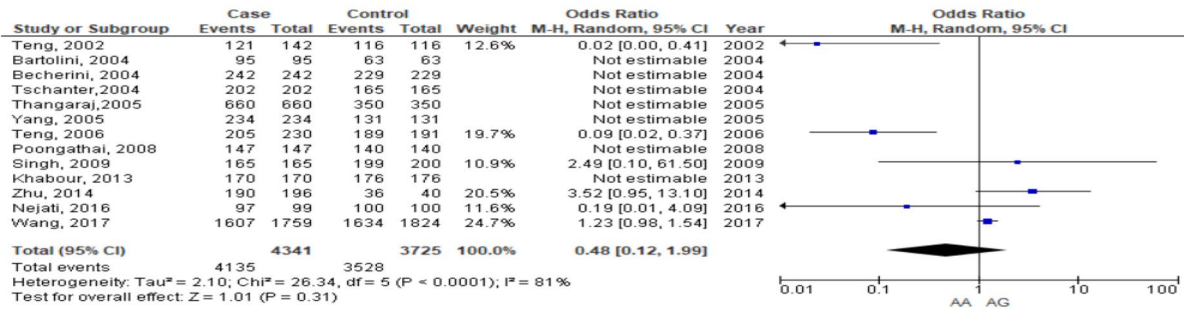 Case Control Odds Ratio Odds Ratio
Study or Subgroup Events Total Events Total Weight M-H, Random, 95% CI Year M-H, Random, 95% CI
Teng, 2002 121 142 116 116 12.6% 0.02 [0.00, 0.41] 2002
Bartolini, 2004 95 95 63 63 Not estimable 2004
Becherini, 2004 242 242 229 229 Not estimable 2004
Tschanter,2004 202 202 165 165 Not estimable 2004
Thangaraj,2005 660 660 350 350 Not estimable 2005
Yang, 2005 234 234 131 131 Not estimable 2005
Teng, 2006 205 230 189 191 19.7% 0.09 [0.02, 0.37] 2006
Poongathai, 2008 147 147 140 140 Not estimable 2008
Singh, 2009 165 165 199 200 10.9% 2.49 [0.10, 61.50] 2009
Khabour, 2013 170 170 176 176 Not estimable 2013
Zhu, 2014 190 196 36 40 20.5% 3.52 [0.95, 13.10] 2014
Nejati, 2016 97 99 100 100 11.6% 0.19 [0.01, 4.09] 2016
Wang, 2017 1607 1759 1634 1824 24.7% 1.23 [0.98, 1.54] 2017
Total (95% CI) 4341 3725 100.0% 0.48 [0.12, 1.99]
Total events 4135 3528
Heterogeneity: Tau² = 2.10; Chi² = 26.34, df = 5 (P < 0.0001); I² = 81%
Test for overall effect: Z = 1.01 (P = 0.31)
0.01 0.1 1 10 100
AA AG